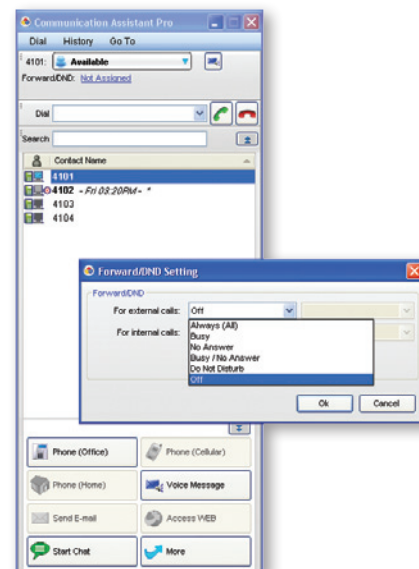 Communication Assistant Pro
Dial History Go To
4101: Available
Forward/DND: Not Assigned
Dial
Search
Contact Name
4101
4102 - Fri 03:20PM - *
4103
4104
Forward/DND Setting
Forward/DND
For external calls: Off
Always (All)
For internal calls:
Busy
No Answer
Busy / No Answer
Do Not Disturb
Off
Ok Cancel
Phone (Office) Phone (Cellular)
Phone (Home) Voice Message
Send E-mail Access WEB
Start Chat More